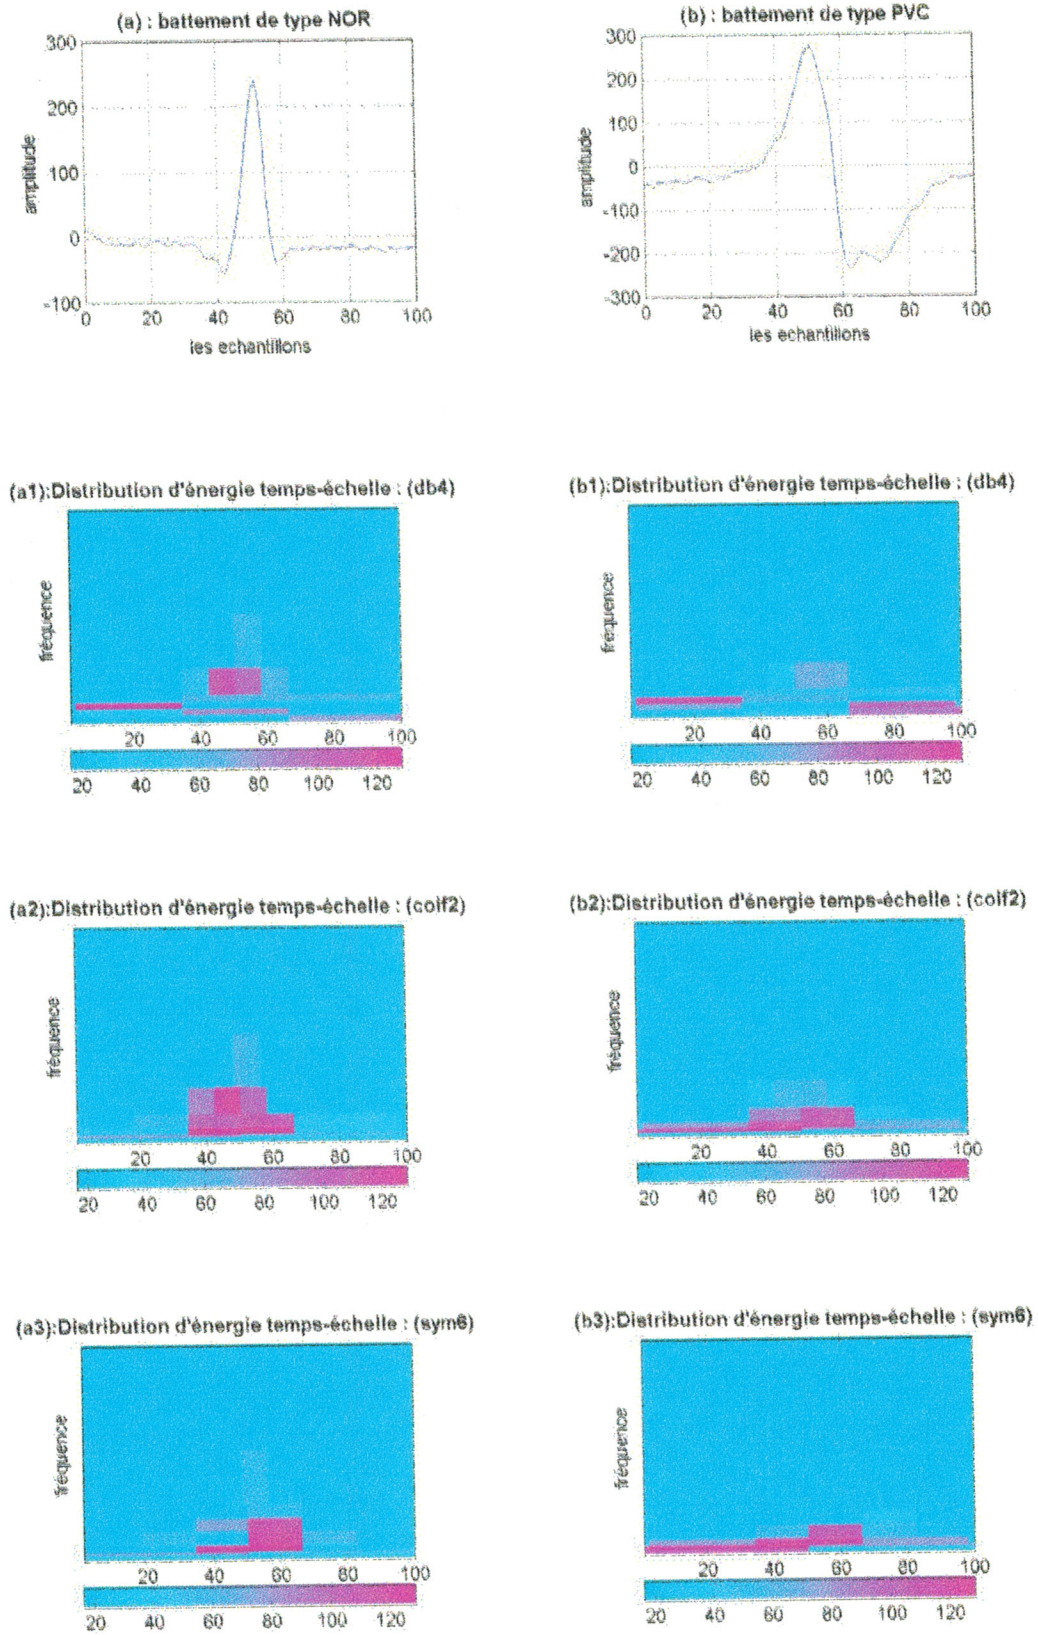 (a) : battement de type NOR
300
200
100
0
-100
amplitude
0 20 40 60 80 100
les echantillons
(b) : battement de type PVC
300
200
100
0
-100
-200
-300
amplitude
0 20 40 60 80 100
les echantillons
(a1):Distribution d'énergie temps-échelle : (db4)
fréquence
20 40 60 80 100
20 40 60 80 100 120
(b1):Distribution d'énergie temps-échelle : (db4)
fréquence
20 40 60 80 100
20 40 60 80 100 120
(a2):Distribution d'énergie temps-échelle : (coif2)
fréquence
20 40 60 80 100
20 40 60 80 100 120
(b2):Distribution d'énergie temps-échelle : (coif2)
fréquence
20 40 60 80 100
20 40 60 80 100 120
(a3):Distribution d'énergie temps-échelle : (sym6)
fréquence
20 40 60 80 100
20 40 60 80 100 120
(b3):Distribution d'énergie temps-échelle : (sym6)
fréquence
20 40 60 80 100
20 40 60 80 100 120